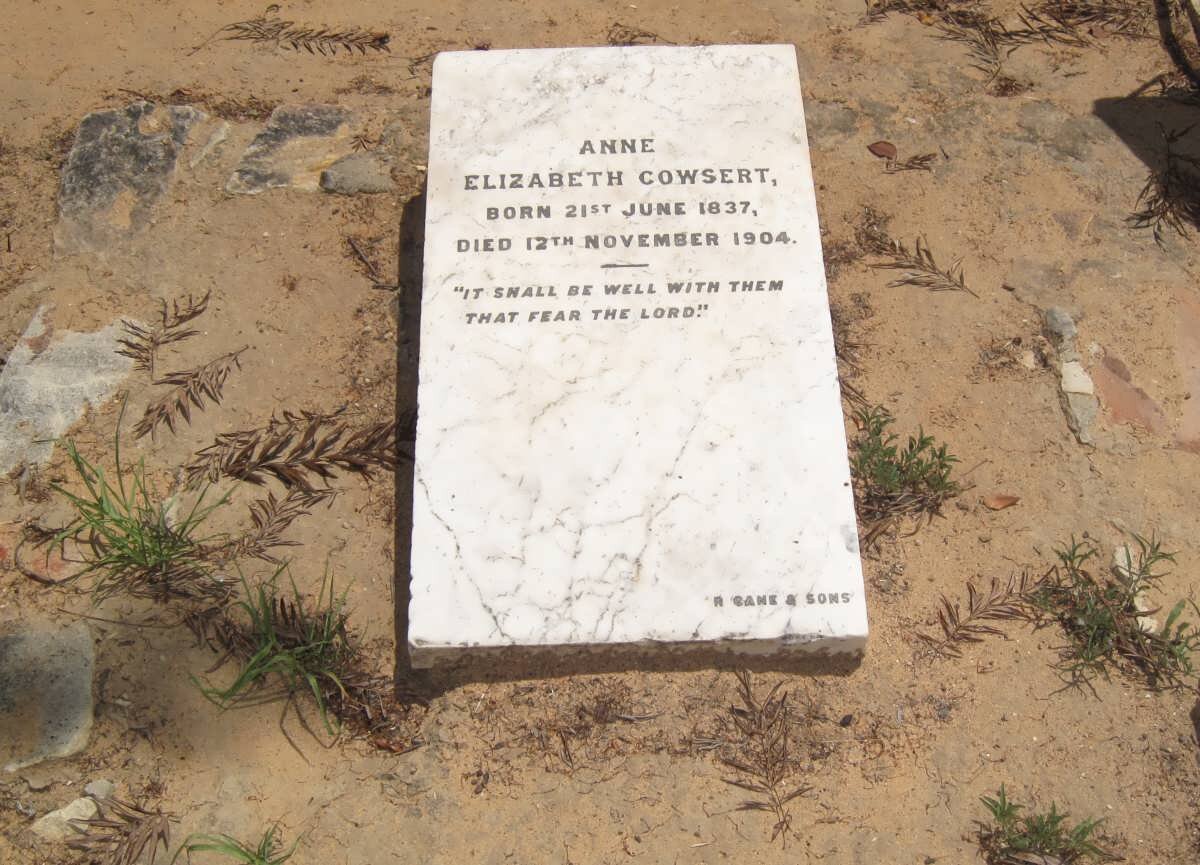 ANNE
ELIZABETH COWSERT,
BORN 21ST JUNE 1837,
DIED 12TH NOVEMBER 1904.
"IT SHALL BE WELL WITH THEM
THAT FEAR THE LORD."
R CANE & SONS